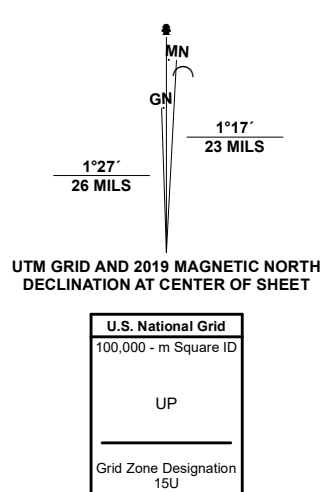 MN
GN
1°17´
23 MILS
1°27´
26 MILS
UTM GRID AND 2019 MAGNETIC NORTH
DECLINATION AT CENTER OF SHEET
U.S. National Grid
100,000 - m Square ID
UP
Grid Zone Designation
15U